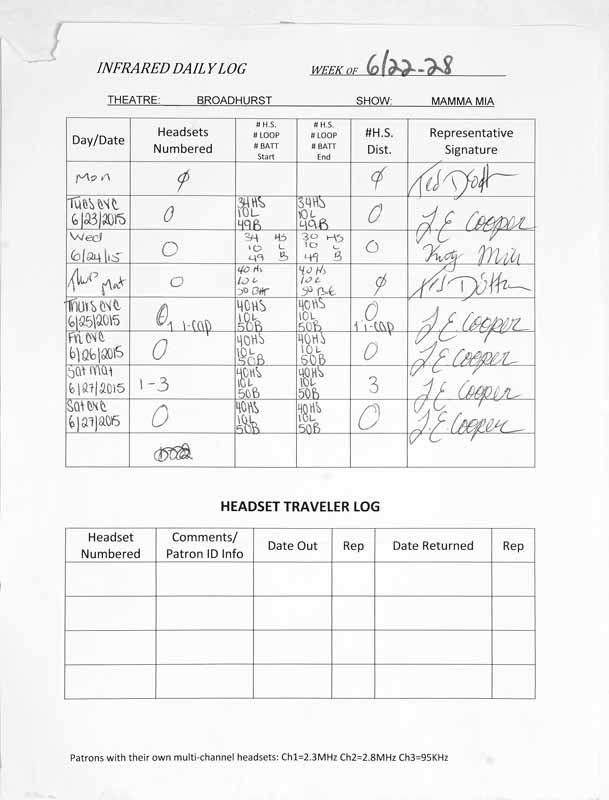 INFRARED DAILY LOG WEEK OF 6/22-28
THEATRE: BROADHURST SHOW: MAMMA MIA
Day/Date
Headsets
Numbered
# H.S.
# LOOP
# BATT
Start
# H.S.
# LOOP
# BATT
End
#H.S.
Dist.
Representative
Signature
Mon ∅ ∅ Ted
Tues eve
6/23/2015
0
34HS
10L
49B
34HS
10L
49B
0
L E Cooper
Wed
6/24/15
0
34 HS
10 L
49 B
30 HS
10 L
49 B
0
Thus
Mat
0
40 Hs
10 L
50 Bat
40 Hs
10 L
50 Bat
∅
Ted
Thurs eve
6/25/2015
0
1 i-cap
40HS
10L
50B
40HS
10L
50B
0
1 i-cap
L E Cooper
Fri eve
6/26/2015
0
40HS
10L
50B
40HS
10L
50B
0
L E Cooper
Sat mat
6/27/2015
1-3
40HS
10L
50B
40HS
10L
50B
3
L E Cooper
Sat eve
6/27/2015
0
40HS
10L
50B
40HS
10L
50B
0
L E Cooper
HEADSET TRAVELER LOG
Headset
Numbered
Comments/
Patron ID Info
Date Out
Rep
Date Returned
Rep
Patrons with their own multi-channel headsets: Ch1=2.3MHz Ch2=2.8MHz Ch3=95KHz